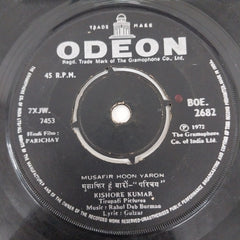 TRADE MARK
ODEON
Regd. Trade Mark of The Gramophone Co. Ltd.
45 R.P.M.
7XJW. 7453
BOE. 2682
Hindi Film : PARICHAY
℗ 1972 The Gramophone Co. of India Ltd.
MUSAFIR HOON YARON
मुसाफिर हूं यारों-"परिचय"
KISHORE KUMAR
Tirupati Pictures
Music : Rahul Dev Burman
Lyric : Gulzar